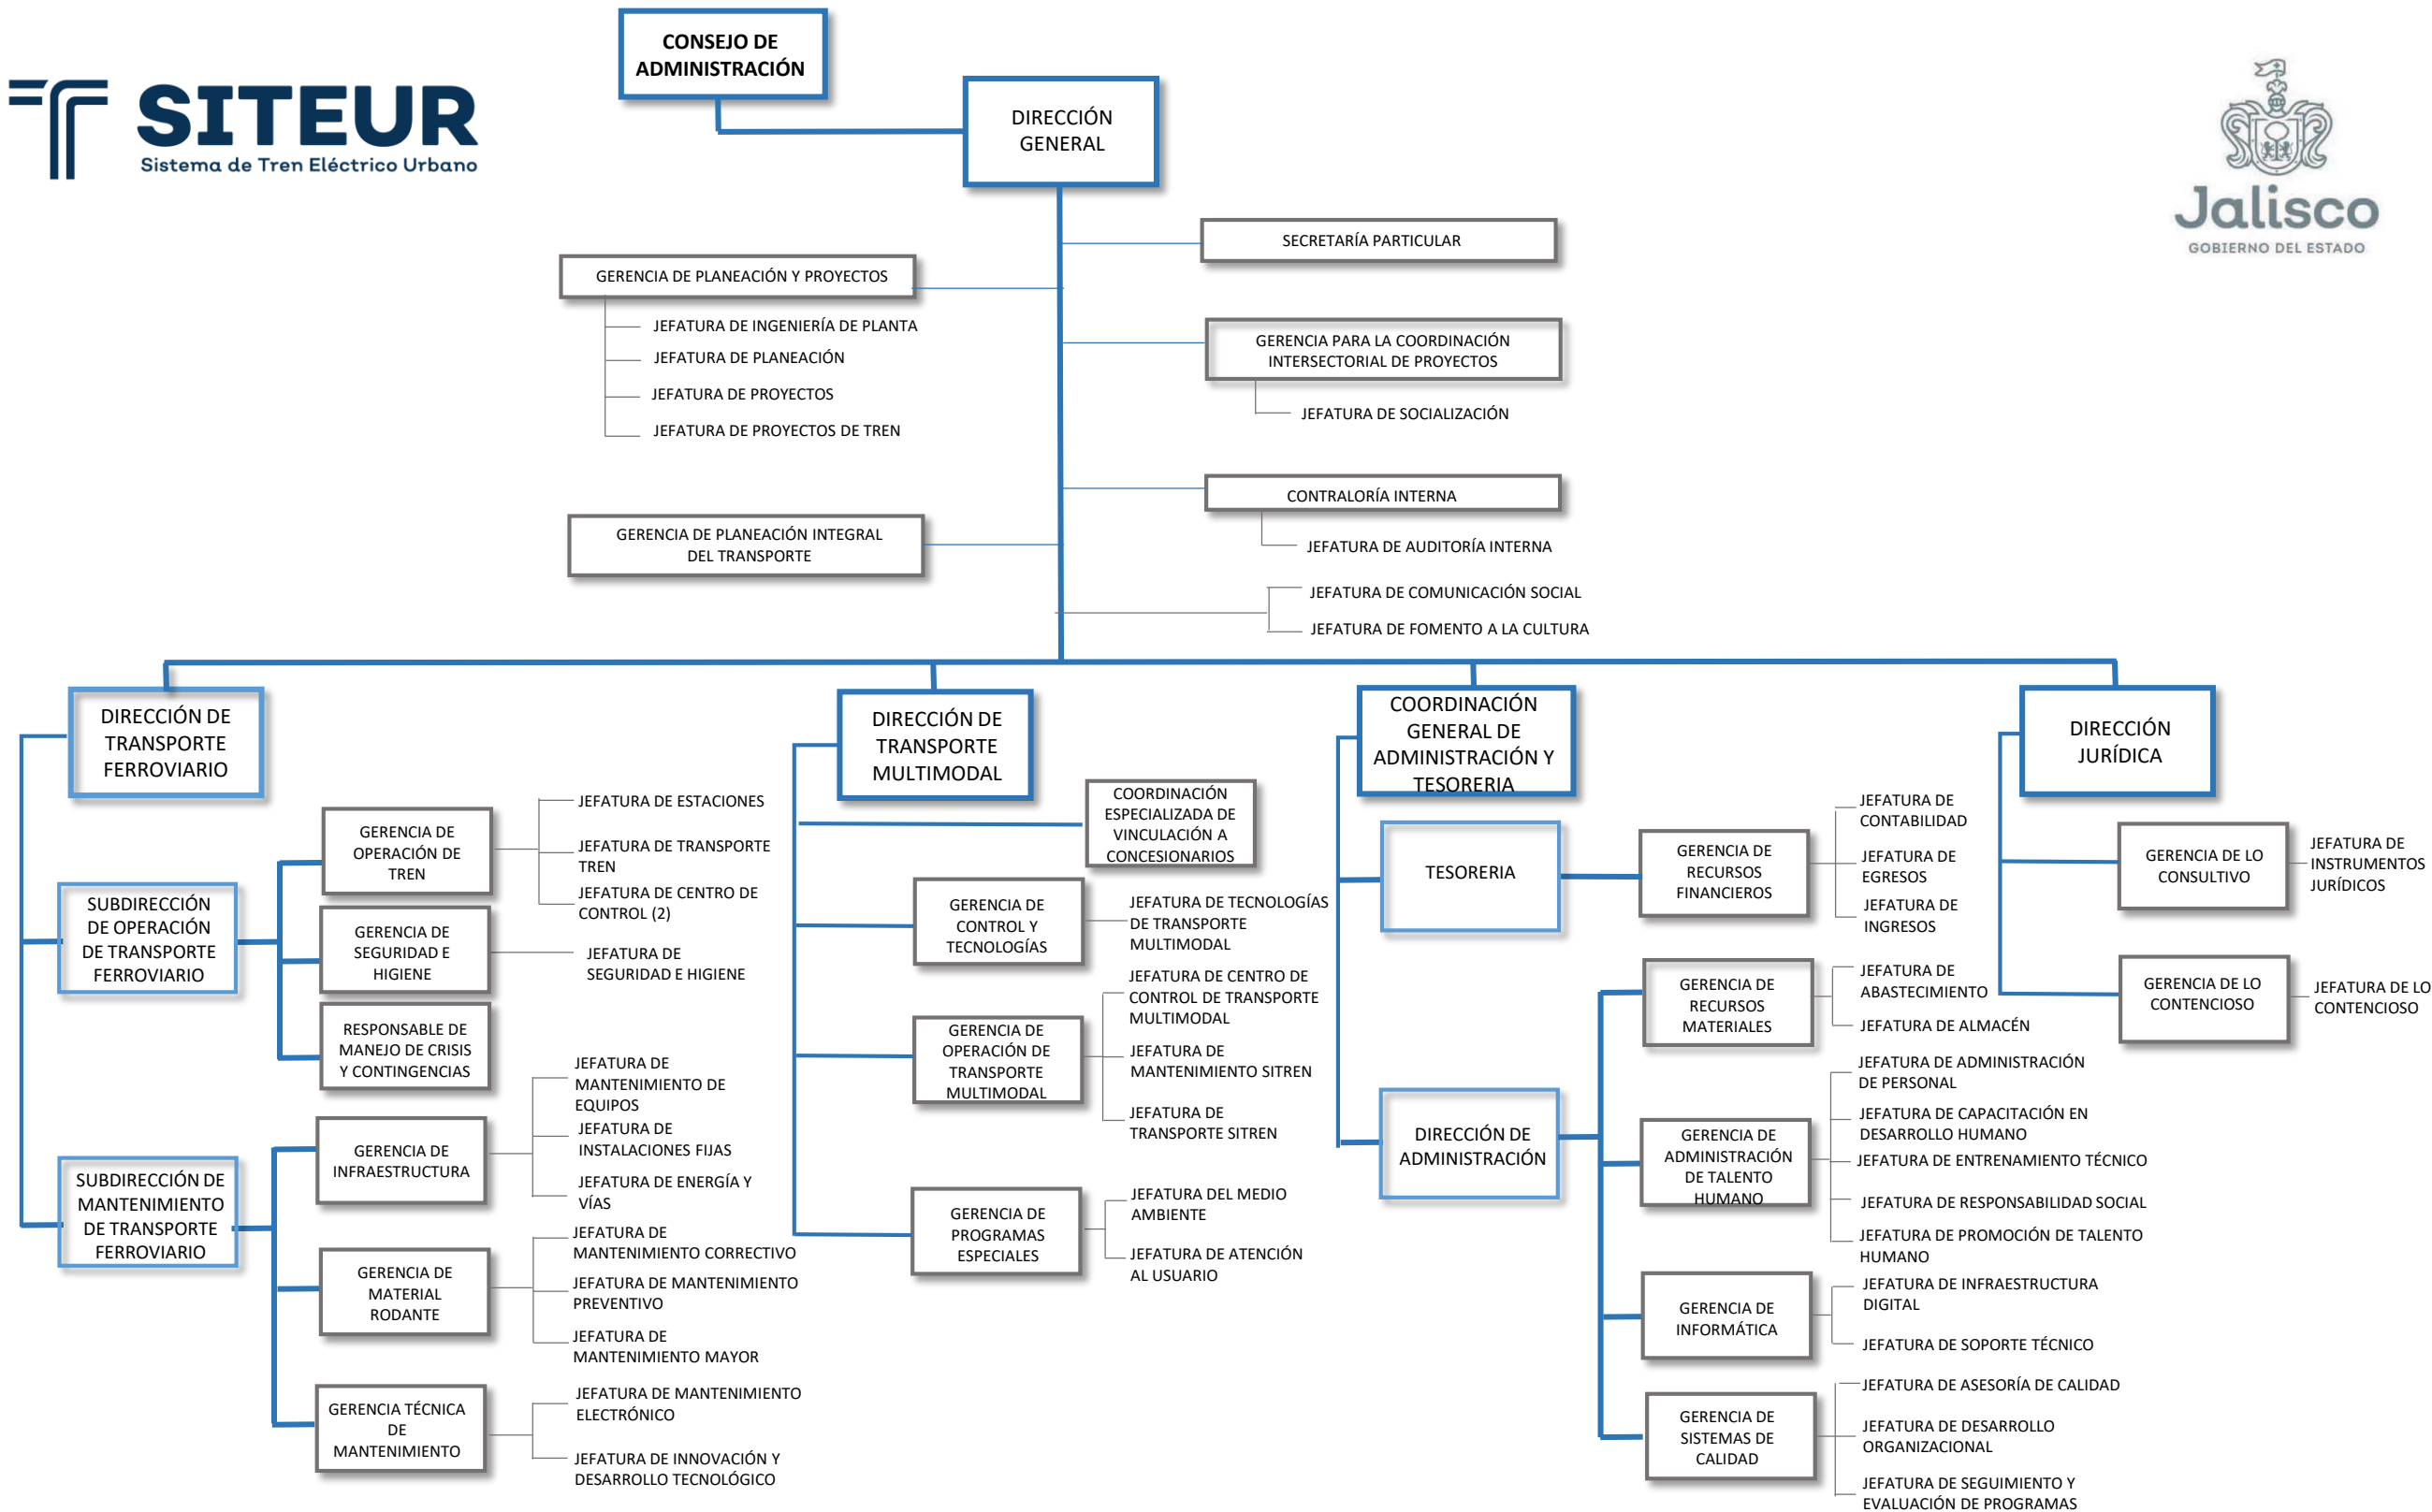 CONSEJO DE
ADMINISTRACIÓN
SITEUR
Sistema de Tren Eléctrico Urbano
DIRECCIÓN
GENERAL
Jalisco
GOBIERNO DEL ESTADO
SECRETARÍA PARTICULAR
GERENCIA DE PLANEACIÓN Y PROYECTOS
JEFATURA DE INGENIERÍA DE PLANTA
JEFATURA DE PLANEACIÓN
JEFATURA DE PROYECTOS
JEFATURA DE PROYECTOS DE TREN
GERENCIA PARA LA COORDINACIÓN
INTERSECTORIAL DE PROYECTOS
JEFATURA DE SOCIALIZACIÓN
CONTRALORÍA INTERNA
JEFATURA DE AUDITORÍA INTERNA
GERENCIA DE PLANEACIÓN INTEGRAL
DEL TRANSPORTE
JEFATURA DE COMUNICACIÓN SOCIAL
JEFATURA DE FOMENTO A LA CULTURA
DIRECCIÓN DE
TRANSPORTE
FERROVIARIO
SUBDIRECCIÓN
DE OPERACIÓN
DE TRANSPORTE
FERROVIARIO
GERENCIA DE
OPERACIÓN DE
TREN
JEFATURA DE ESTACIONES
JEFATURA DE TRANSPORTE
TREN
JEFATURA DE CENTRO DE
CONTROL (2)
GERENCIA DE
SEGURIDAD E
HIGIENE
JEFATURA DE
SEGURIDAD E HIGIENE
RESPONSABLE DE
MANEJO DE CRISIS
Y CONTINGENCIAS
SUBDIRECCIÓN DE
MANTENIMIENTO
DE TRANSPORTE
FERROVIARIO
GERENCIA DE
INFRAESTRUCTURA
JEFATURA DE
MANTENIMIENTO DE
EQUIPOS
JEFATURA DE
INSTALACIONES FIJAS
JEFATURA DE ENERGÍA Y
VÍAS
GERENCIA DE
MATERIAL
RODANTE
JEFATURA DE
MANTENIMIENTO CORRECTIVO
JEFATURA DE MANTENIMIENTO
PREVENTIVO
JEFATURA DE
MANTENIMIENTO MAYOR
GERENCIA TÉCNICA
DE
MANTENIMIENTO
JEFATURA DE MANTENIMIENTO
ELECTRÓNICO
JEFATURA DE INNOVACIÓN Y
DESARROLLO TECNOLÓGICO
DIRECCIÓN DE
TRANSPORTE
MULTIMODAL
COORDINACIÓN
ESPECIALIZADA DE
VINCULACIÓN A
CONCESIONARIOS
GERENCIA DE
CONTROL Y
TECNOLOGÍAS
JEFATURA DE TECNOLOGÍAS
DE TRANSPORTE
MULTIMODAL
GERENCIA DE
OPERACIÓN DE
TRANSPORTE
MULTIMODAL
JEFATURA DE CENTRO DE
CONTROL DE TRANSPORTE
MULTIMODAL
JEFATURA DE
MANTENIMIENTO SITREN
JEFATURA DE
TRANSPORTE SITREN
GERENCIA DE
PROGRAMAS
ESPECIALES
JEFATURA DEL MEDIO
AMBIENTE
JEFATURA DE ATENCIÓN
AL USUARIO
COORDINACIÓN
GENERAL DE
ADMINISTRACIÓN Y
TESORERIA
TESORERIA
GERENCIA DE
RECURSOS
FINANCIEROS
JEFATURA DE
CONTABILIDAD
JEFATURA DE
EGRESOS
JEFATURA DE
INGRESOS
DIRECCIÓN DE
ADMINISTRACIÓN
GERENCIA DE
RECURSOS
MATERIALES
JEFATURA DE
ABASTECIMIENTO
JEFATURA DE ALMACÉN
GERENCIA DE
ADMINISTRACIÓN
DE TALENTO
HUMANO
JEFATURA DE ADMINISTRACIÓN
DE PERSONAL
JEFATURA DE CAPACITACIÓN EN
DESARROLLO HUMANO
JEFATURA DE ENTRENAMIENTO TÉCNICO
JEFATURA DE RESPONSABILIDAD SOCIAL
JEFATURA DE PROMOCIÓN DE TALENTO
HUMANO
GERENCIA DE
INFORMÁTICA
JEFATURA DE INFRAESTRUCTURA
DIGITAL
JEFATURA DE SOPORTE TÉCNICO
GERENCIA DE
SISTEMAS DE
CALIDAD
JEFATURA DE ASESORÍA DE CALIDAD
JEFATURA DE DESARROLLO
ORGANIZACIONAL
JEFATURA DE SEGUIMIENTO Y
EVALUACIÓN DE PROGRAMAS
DIRECCIÓN
JURÍDICA
GERENCIA DE LO
CONSULTIVO
JEFATURA DE
INSTRUMENTOS
JURÍDICOS
GERENCIA DE LO
CONTENCIOSO
JEFATURA DE LO
CONTENCIOSO